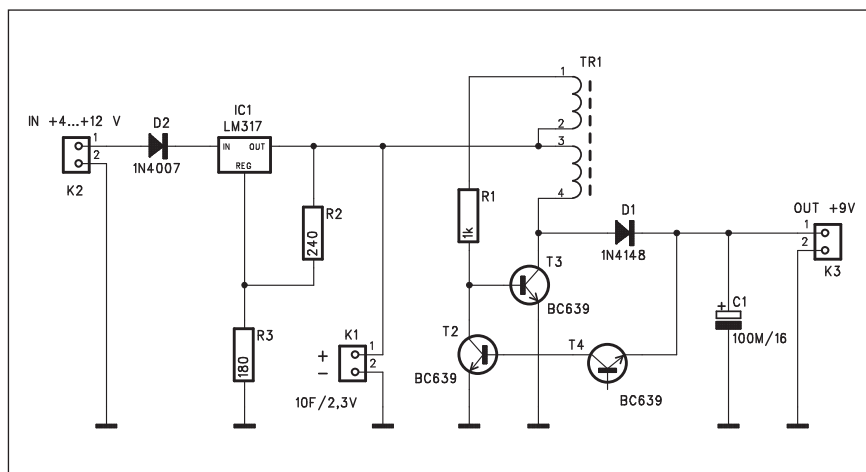 TR1
1
2
3
4
IN +4...+12 V
D2
1N4007
IC1
LM317
IN OUT
REG
1
2
K2
R2
240
R1
1k
D1
1N4148
OUT +9V
1
2
K3
T3
BC639
R3
180
K1
+ 1
- 2
10F/2,3V
T2
BC639
T4
BC639
+
C1
100M/16